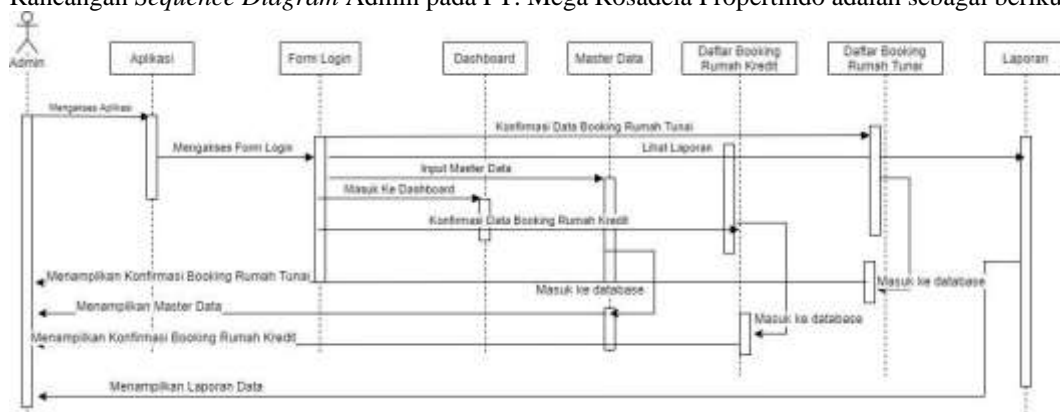 Rancangan Sequence Diagram Admin pada PT. Mega Rosadela Propertindo adalah sebagai beriku
Admin
Aplikasi
Form Login
Dashboard
Master Data
Daftar Booking
Rumah Kredit
Daftar Booking
Rumah Tunai
Laporan
Mengakses Aplikasi
Konfirmasi Data Booking Rumah Tunai
Mengakses Form Login
Lihat Laporan
Input Master Data
Masuk Ke Dashboard
Konfirmasi Data Booking Rumah Kredit
Menampilkan Konfirmasi Booking Rumah Tunai
Masuk ke database
Masuk ke database
Menampilkan Master Data
Masuk ke database
Menampilkan Konfirmasi Booking Rumah Kredit
Menampilkan Laporan Data